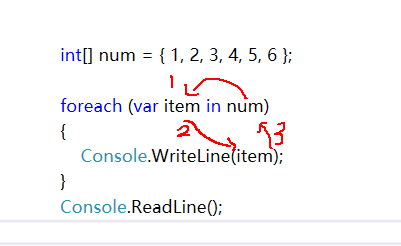 int[] num = { 1, 2, 3, 4, 5, 6 };
1
foreach (var item in num)
{
2 3
Console.WriteLine(item);
}
Console.ReadLine();